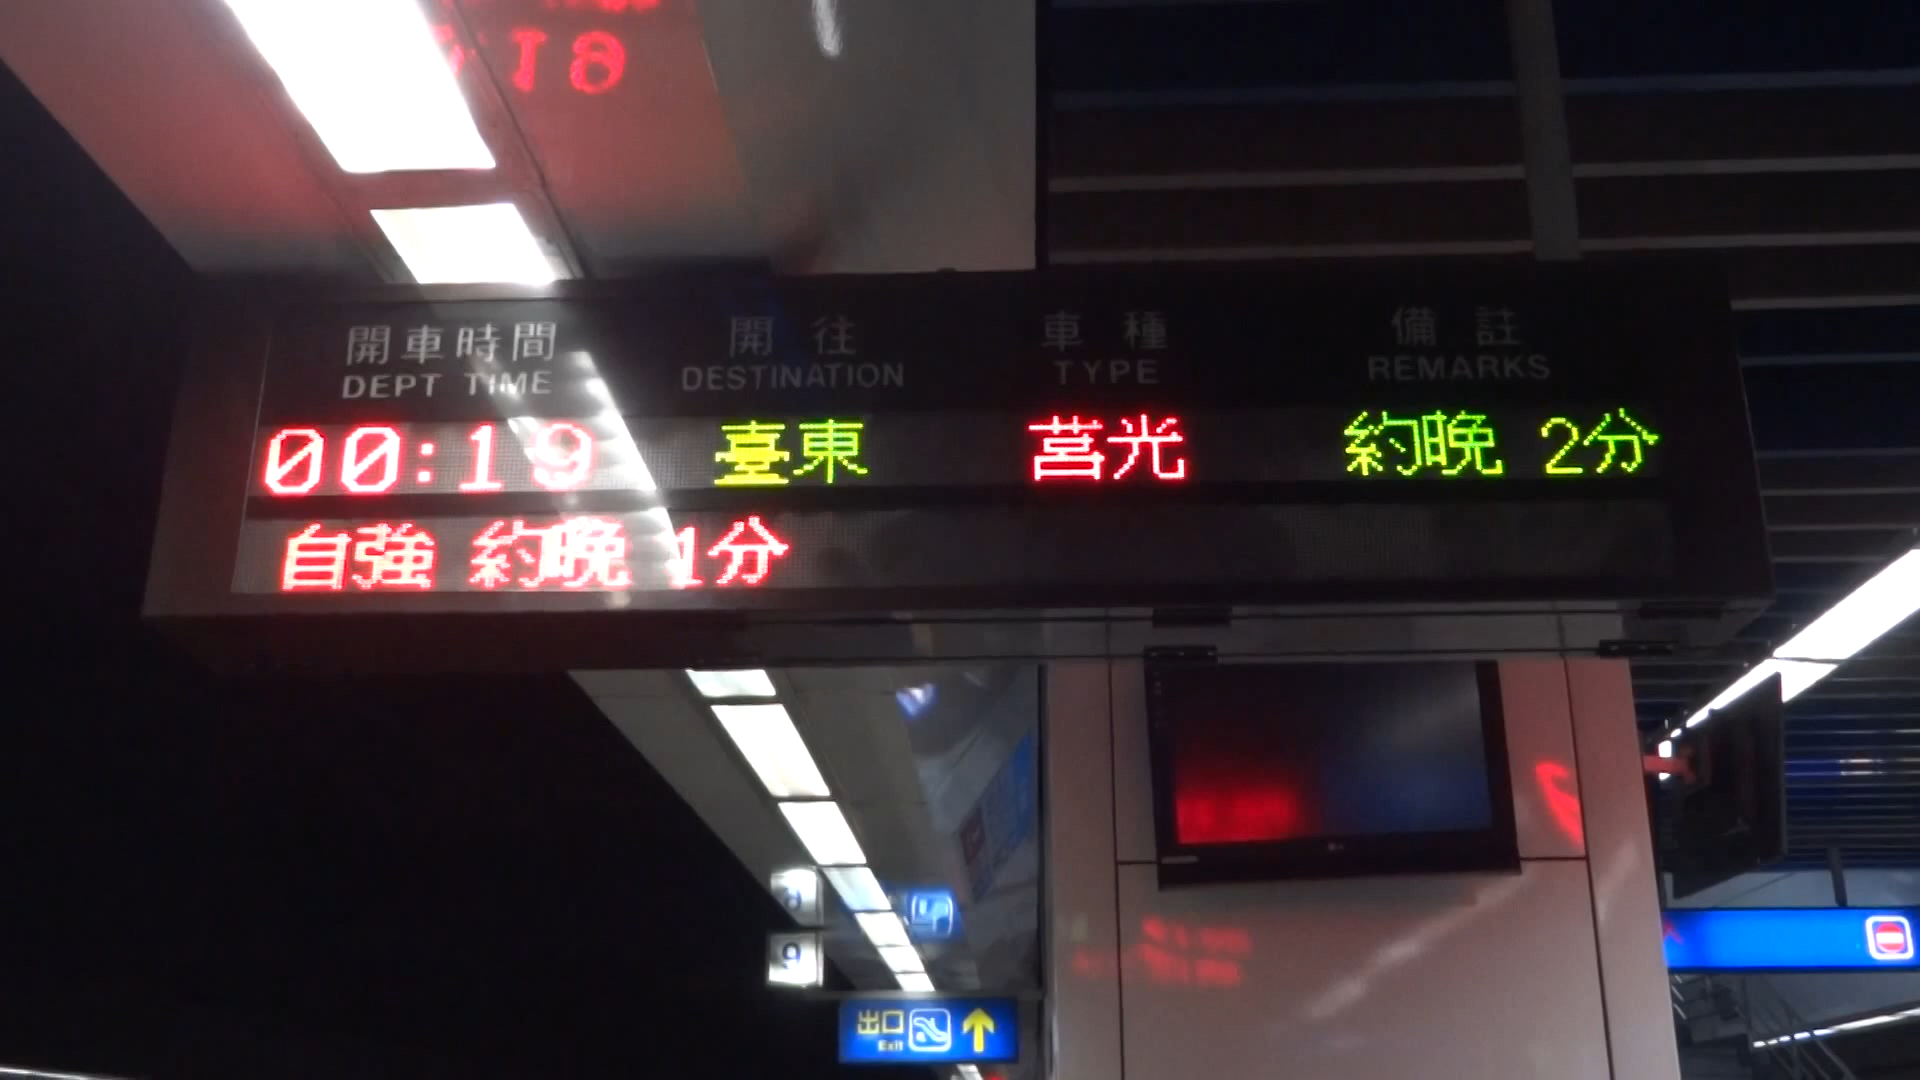 開車時間 開往 車種 備註
DEPT TIME DESTINATION TYPE REMARKS
00:19 臺東 莒光 約晚 2分
自強 約晚 1分
9
出口
Exit